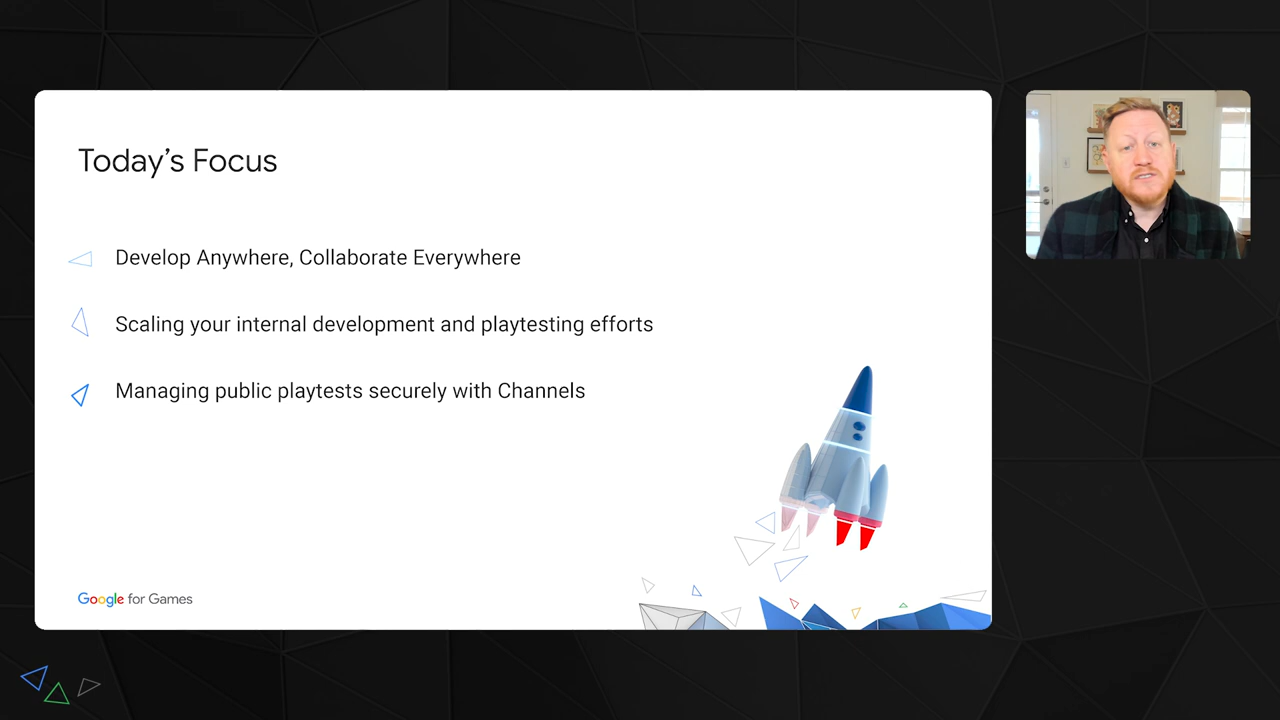 Today’s Focus
Develop Anywhere, Collaborate Everywhere
Scaling your internal development and playtesting efforts
Managing public playtests securely with Channels
Google for Games